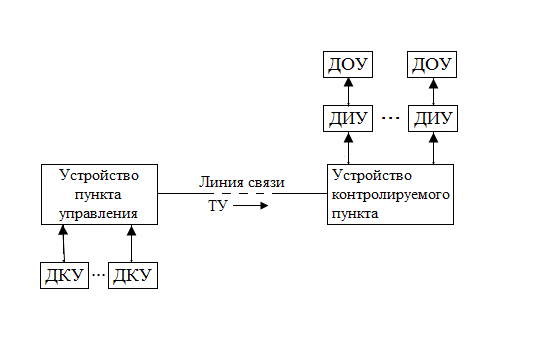 ДОУ ДОУ
ДИУ ... ДИУ
Устройство
пункта
управления
Линия связи
ТУ
Устройство
контролируемого
пункта
ДКУ ... ДКУ